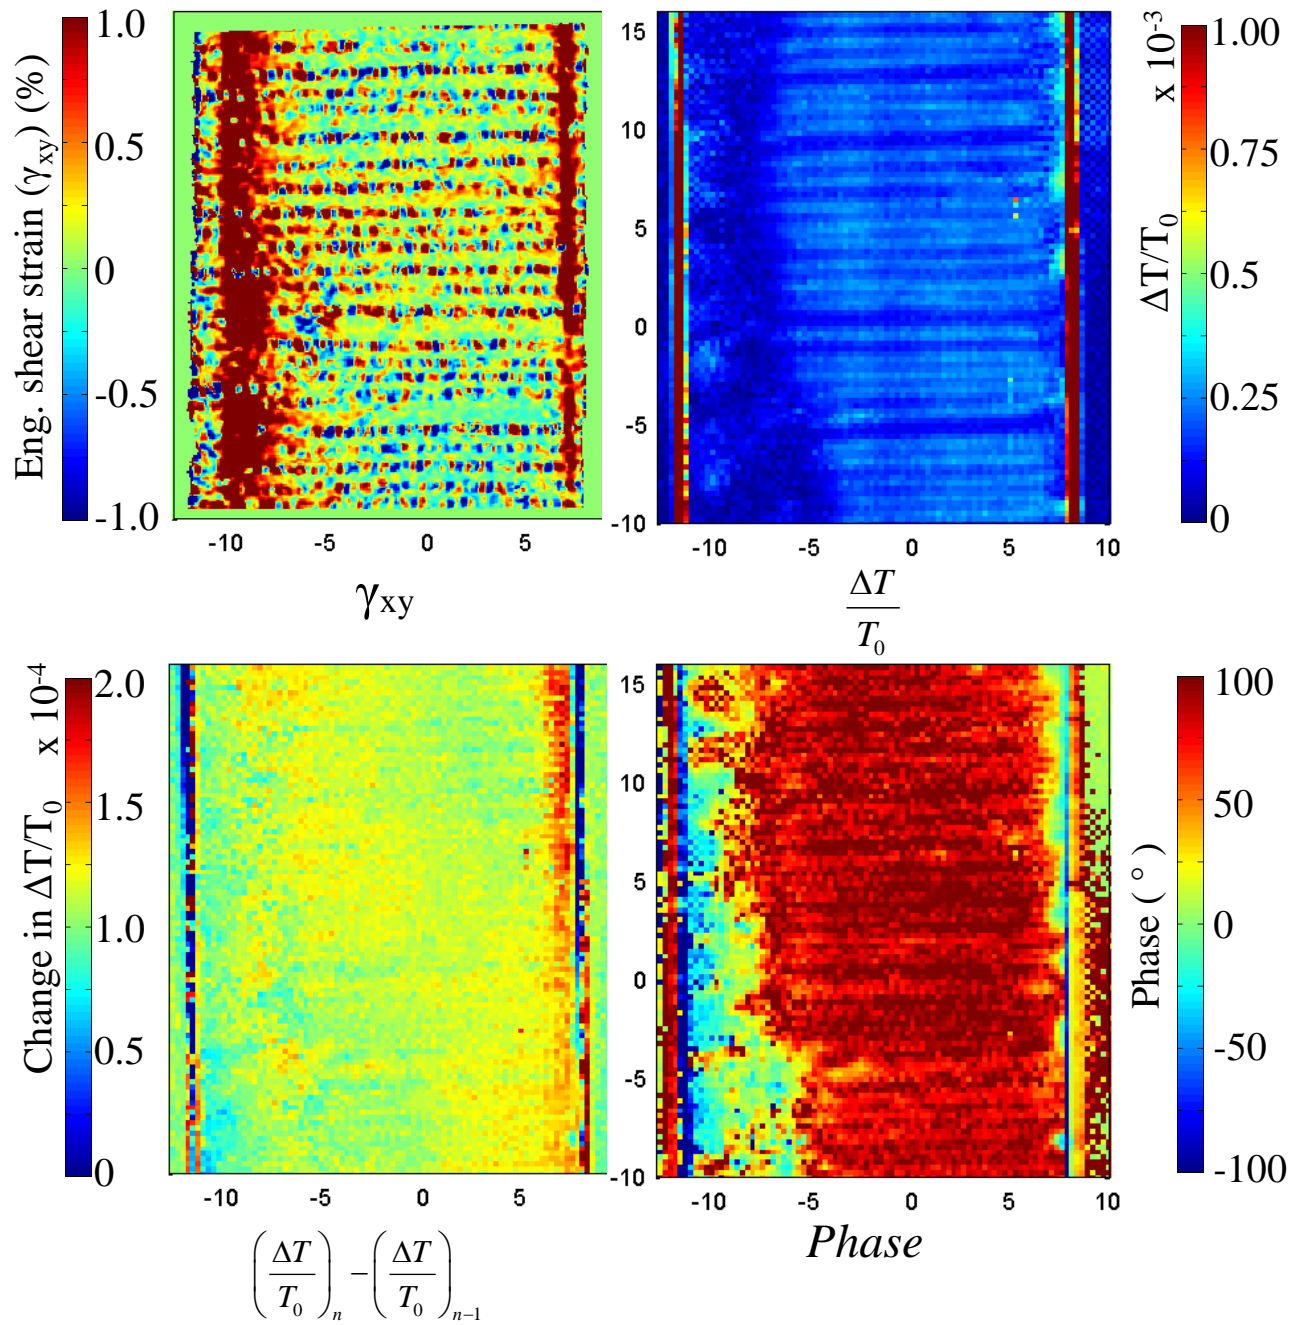 Eng. shear strain (γxy) (%)
1.0
0.5
0
-0.5
-1.0
-10 -5 0 5
γxy
15
10
5
0
-5
-10
-10 -5 0 5 10
ΔT
T0
ΔT/T0 x 10-3
1.00
0.75
0.5
0.25
0
Change in ΔT/T0 x 10-4
2.0
1.5
1.0
0.5
0
-10 -5 0 5
(ΔT/T0)n − (ΔT/T0)n−1
15
10
5
0
-5
-10
-10 -5 0 5 10
Phase
Phase ( ° )
100
50
0
-50
-100